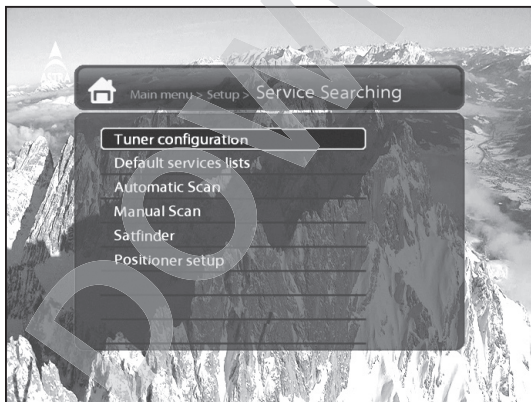 ASTRA
Main menu > Setup > Service Searching
Tuner configuration
Default services lists
Automatic Scan
Manual Scan
Satfinder
Positioner setup